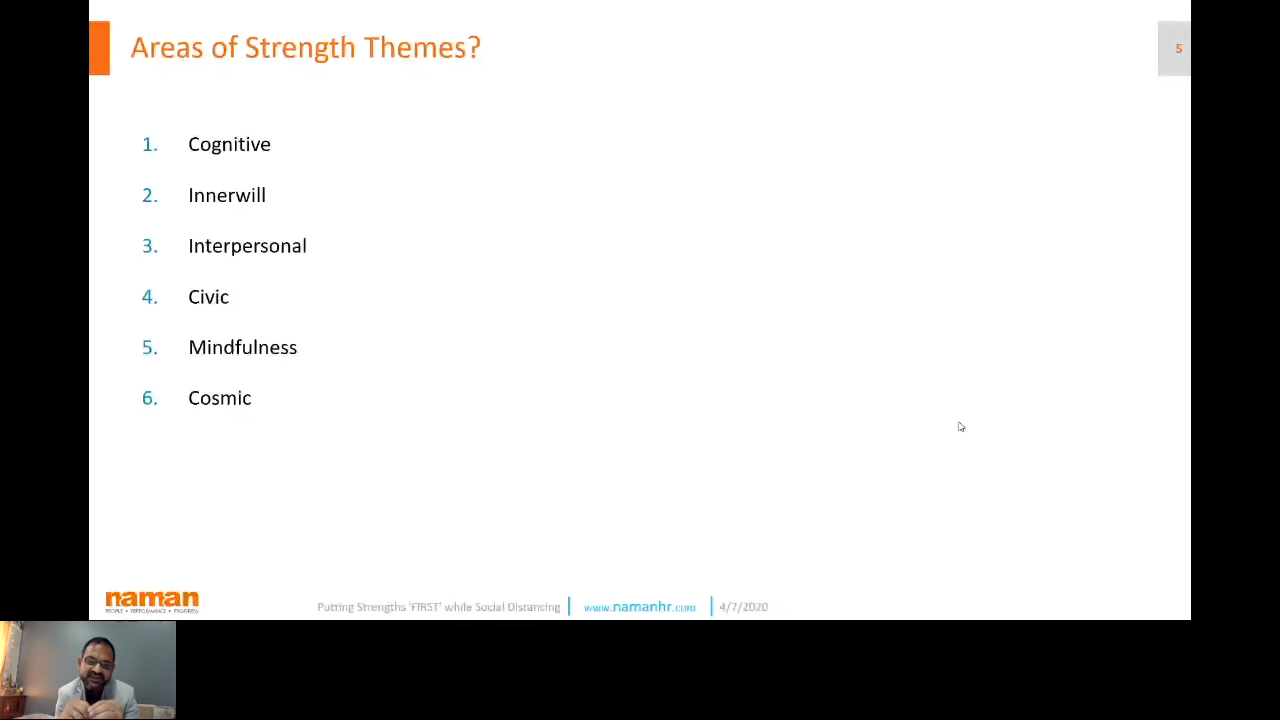 Areas of Strength Themes?
5
1. Cognitive
2. Innerwill
3. Interpersonal
4. Civic
5. Mindfulness
6. Cosmic
naman
PEOPLE • PERFORMANCE • PROGRESS
Putting Strengths 'FIRST' while Social Distancing | www.namanhr.com | 4/7/2020